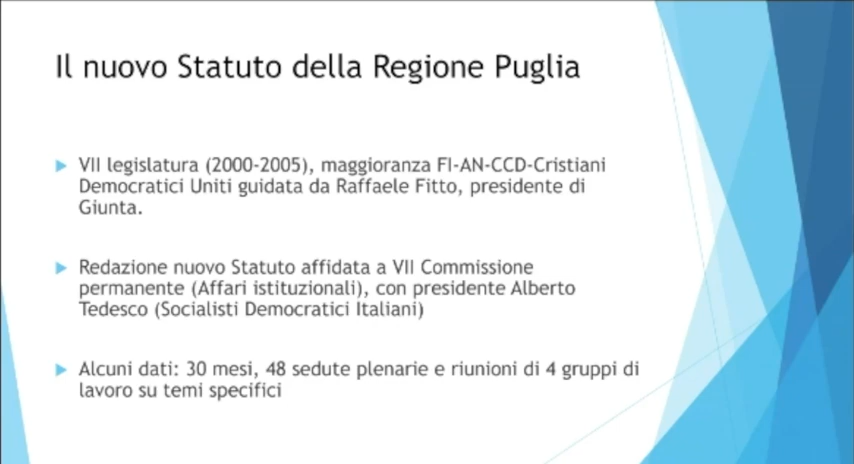 Il nuovo Statuto della Regione Puglia
VII legislatura (2000-2005), maggioranza FI-AN-CCD-Cristiani
Democratici Uniti guidata da Raffaele Fitto, presidente di
Giunta.
Redazione nuovo Statuto affidata a VII Commissione
permanente (Affari istituzionali), con presidente Alberto
Tedesco (Socialisti Democratici Italiani)
Alcuni dati: 30 mesi, 48 sedute plenarie e riunioni di 4 gruppi di
lavoro su temi specifici